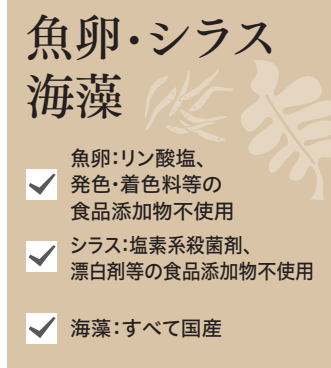 魚卵・シラス
海藻
魚卵：リン酸塩、
発色・着色料等の
食品添加物不使用
シラス：塩素系殺菌剤、
漂白剤等の食品添加物不使用
海藻：すべて国産